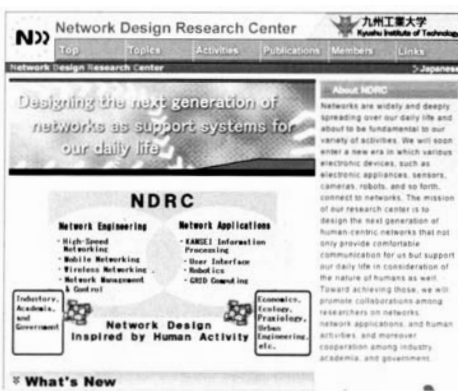 N»
Network Design Research Center
九州工業大学
Kyushu Institute of Technology
Top Topics Activities Publications Members Links
Network Design Research Center
>Japanese
Designing the next generation of
networks as support systems for
our daily life
NDRC
Network Engineering
・High-Speed
Networking
・Mobile Networking
・Wireless Networking
・Network Management
& Control
Network Applications
・KANSEI Information
Processing
・User Interface
・Robotics
・GRID Computing
Industory,
Academia,
and
Government
Economics,
Ecology,
Praxiology,
Urban
Engineering,
etc.
Network Design
Inspired by Human Activity
What's New
About NDRC
Networks are widely and deeply
spreading over our daily life and
about to be fundamental to our
variety of activities. We will soon
enter a new era in which various
electronic devices, such as
electronic appliances, sensors,
cameras, robots, and so forth,
connect to networks. The mission
of our research center is to
design the next generation of
human-centric networks that not
only provide comfortable
communication for us but support
our daily life in consideration of
the nature of humans as well.
Toward achieving those, we will
promote collaborations among
researchers on networks,
network applications, and human
activities, and moreover
cooperation among industry,
academia, and government.